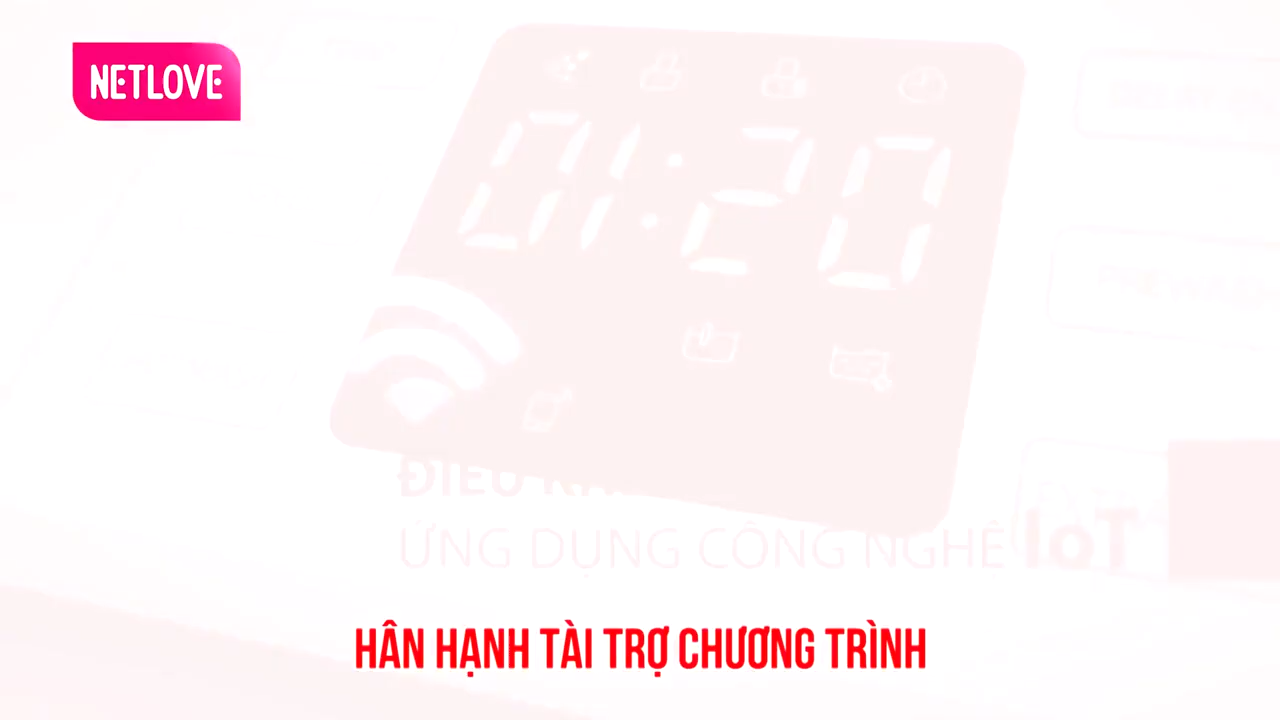 NETLOVE
01:20
ỨNG DỤNG CÔNG NGHỆ IoT
HÂN HẠNH TÀI TRỢ CHƯƠNG TRÌNH